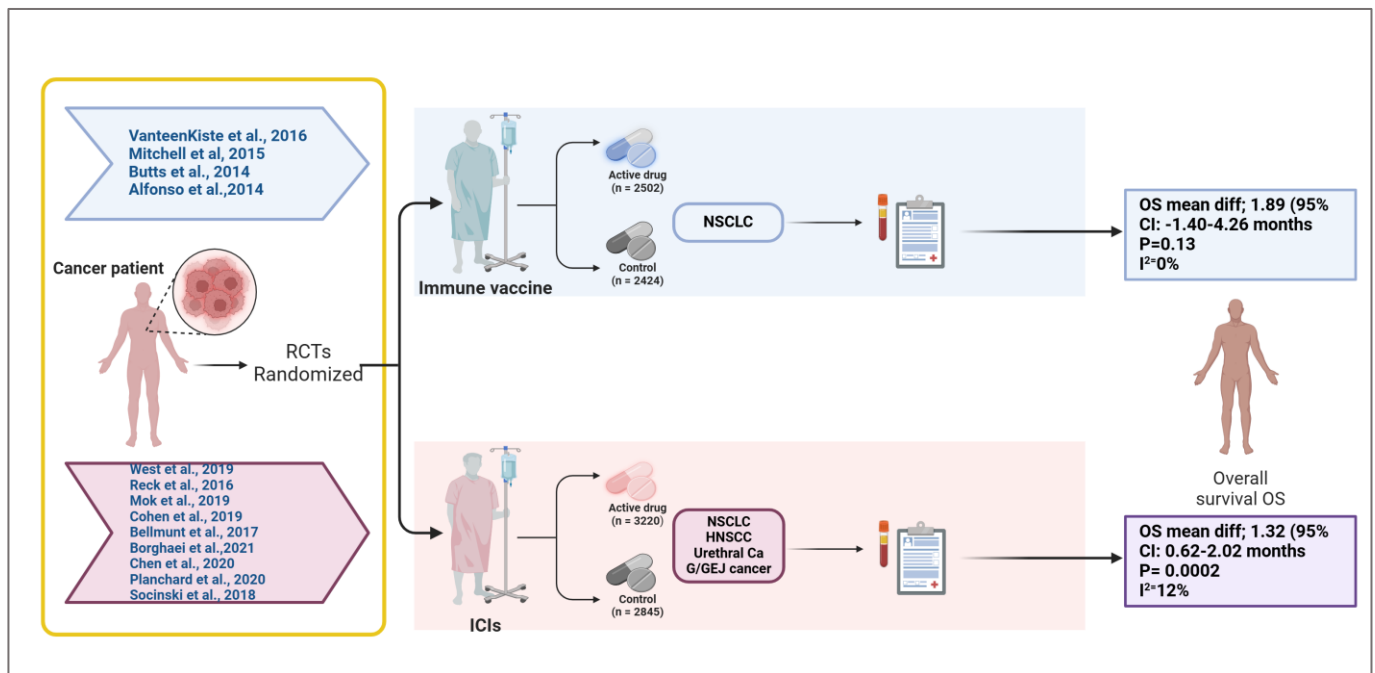 VanteenKiste et al., 2016
Mitchell et al, 2015
Butts et al., 2014
Alfonso et al.,2014
Cancer patient
RCTs
Randomized
West et al., 2019
Reck et al., 2016
Mok et al., 2019
Cohen et al., 2019
Bellmunt et al., 2017
Borghaei et al.,2021
Chen et al., 2020
Planchard et al., 2020
Socinski et al., 2018
Immune vaccine
Active drug
(n = 2502)
Control
(n = 2424)
NSCLC
OS mean diff; 1.89 (95%
CI: -1.40-4.26 months
P=0.13
I²⁼0%
ICIs
Active drug
(n = 3220)
Control
(n = 2845)
NSCLC
HNSCC
Urethral Ca
G/GEJ cancer
Overall
survival OS
OS mean diff; 1.32 (95%
CI: 0.62-2.02 months
P= 0.0002
I²⁼12%